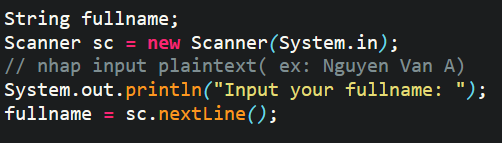 String fullname;
Scanner sc = new Scanner(System.in);
// nhap input plaintext( ex: Nguyen Van A)
System.out.println("Input your fullname: ");
fullname = sc.nextLine();